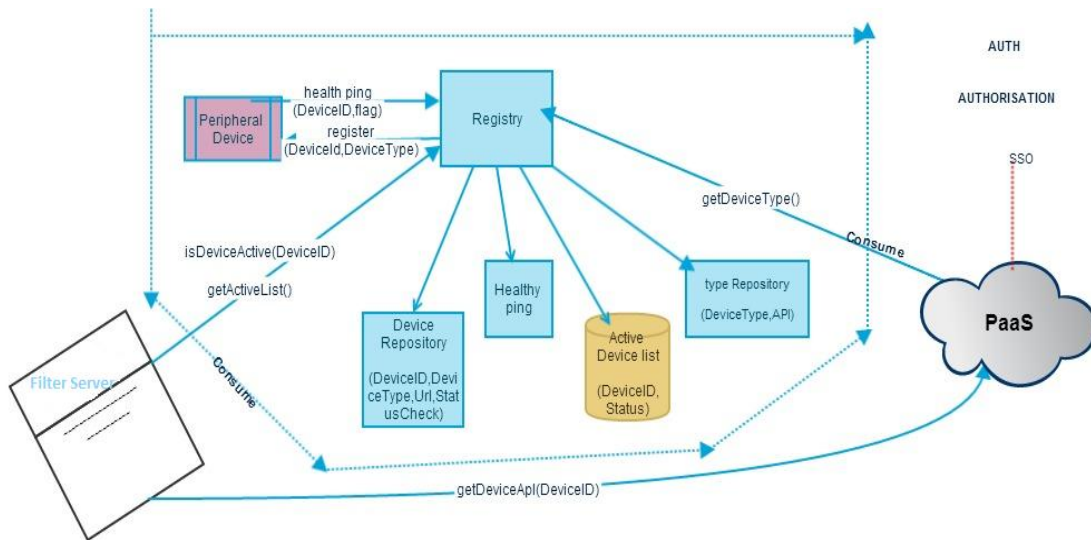 AUTH
AUTHORISATION
SSO
health ping
(DeviceID,flag)
Peripheral
Device
register
(DeviceId,DeviceType)
Registry
getDeviceType()
Consume
isDeviceActive(DeviceID)
getActiveList()
Healthy
ping
type Repository
(DeviceType,API)
Device
Repository
(DeviceID,Devi
ceType,Url,Stat
usCheck)
Active
Device list
(DeviceID,
Status)
PaaS
Filter Server
Consume
getDeviceApI(DeviceID)